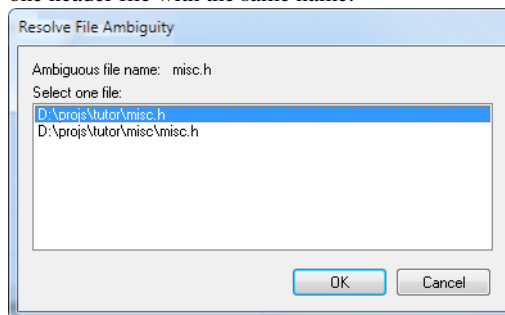 one header file with the same name.
Resolve File Ambiguity
Ambiguous file name: misc.h
Select one file:
D:\projs\tutor\misc.h
D:\projs\tutor\misc\misc.h
OK Cancel